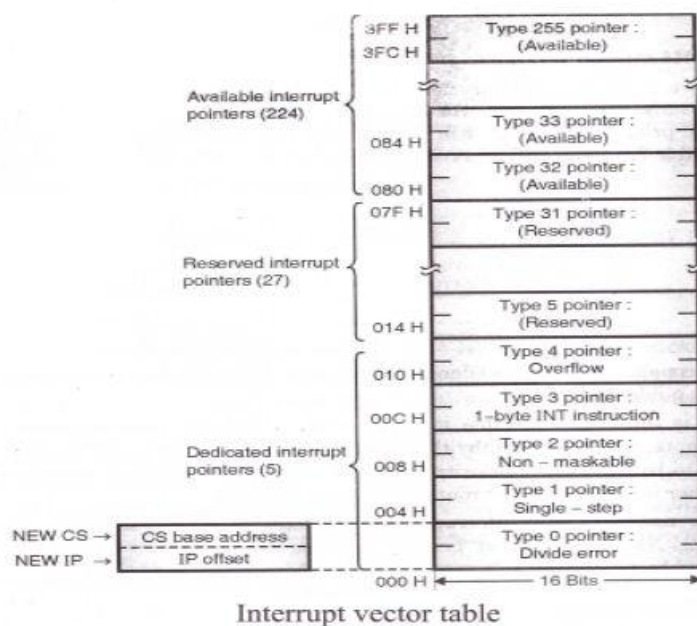 3FF H
Type 255 pointer :
(Available)
3FC H
Available interrupt
pointers (224)
Type 33 pointer :
(Available)
084 H
Type 32 pointer :
(Available)
080 H
07F H
Type 31 pointer :
(Reserved)
Reserved interrupt
pointers (27)
Type 5 pointer :
(Reserved)
014 H
Type 4 pointer :
Overflow
010 H
Type 3 pointer :
1-byte INT instruction
00C H
Dedicated interrupt
pointers (5)
Type 2 pointer :
Non - maskable
008 H
Type 1 pointer :
Single - step
004 H
NEW CS → CS base address
NEW IP → IP offset
Type 0 pointer :
Divide error
000 H
16 Bits
Interrupt vector table